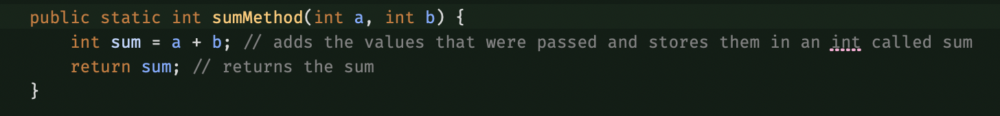 public static int sumMethod(int a, int b) {
    int sum = a + b; // adds the values that were passed and stores them in an int called sum
    return sum; // returns the sum
}